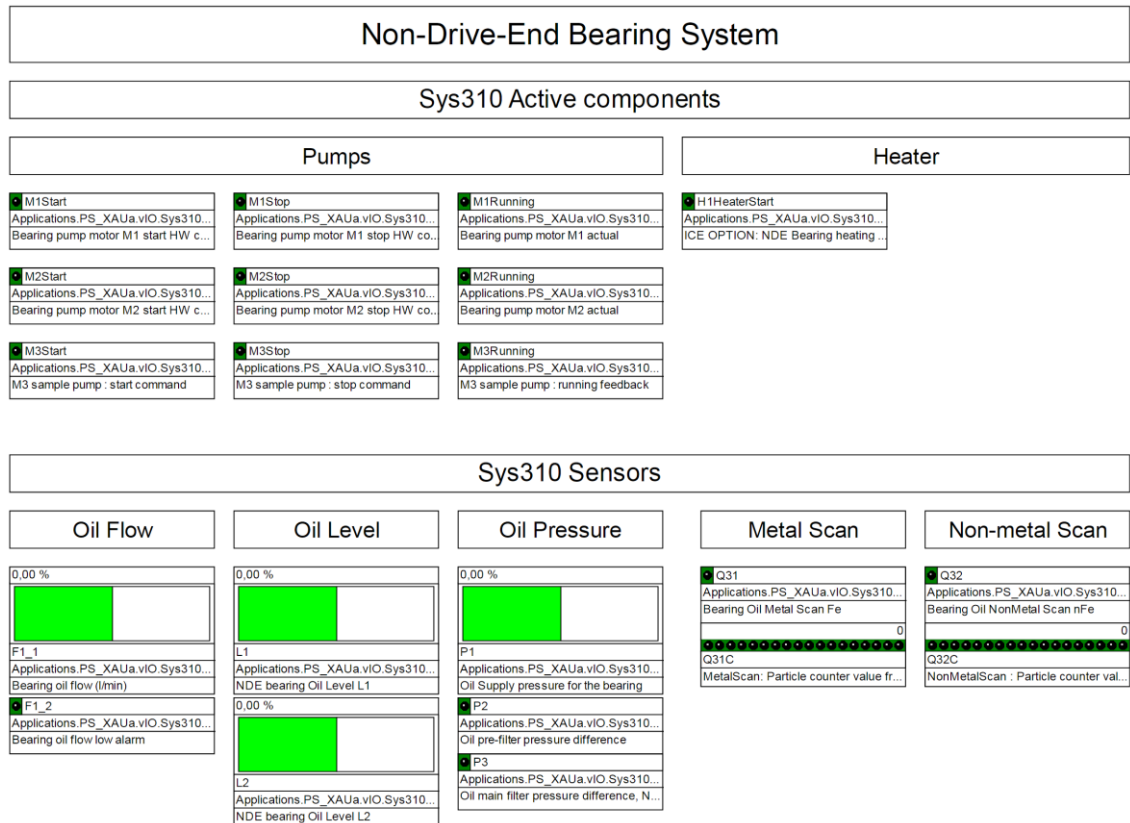 Non-Drive-End Bearing System
Sys310 Active components
Pumps
Heater
M1Start
Applications.PS_XAUa.vIO.Sys310...
Bearing pump motor M1 start HW c...
M1Stop
Applications.PS_XAUa.vIO.Sys310...
Bearing pump motor M1 stop HW co...
M1Running
Applications.PS_XAUa.vIO.Sys310...
Bearing pump motor M1 actual
H1HeaterStart
Applications.PS_XAUa.vIO.Sys310...
ICE OPTION: NDE Bearing heating ...
M2Start
Applications.PS_XAUa.vIO.Sys310...
Bearing pump motor M2 start HW c...
M2Stop
Applications.PS_XAUa.vIO.Sys310...
Bearing pump motor M2 stop HW co...
M2Running
Applications.PS_XAUa.vIO.Sys310...
Bearing pump motor M2 actual
M3Start
Applications.PS_XAUa.vIO.Sys310...
M3 sample pump : start command
M3Stop
Applications.PS_XAUa.vIO.Sys310...
M3 sample pump : stop command
M3Running
Applications.PS_XAUa.vIO.Sys310...
M3 sample pump : running feedback
Sys310 Sensors
Oil Flow
0,00 %
F1_1
Applications.PS_XAUa.vIO.Sys310...
Bearing oil flow (l/min)
F1_2
Applications.PS_XAUa.vIO.Sys310...
Bearing oil flow low alarm
Oil Level
0,00 %
L1
Applications.PS_XAUa.vIO.Sys310...
NDE bearing Oil Level L1
0,00 %
L2
Applications.PS_XAUa.vIO.Sys310...
NDE bearing Oil Level L2
Oil Pressure
0,00 %
P1
Applications.PS_XAUa.vIO.Sys310...
Oil Supply pressure for the bearing
P2
Applications.PS_XAUa.vIO.Sys310...
Oil pre-filter pressure difference
P3
Applications.PS_XAUa.vIO.Sys310...
Oil main filter pressure difference, N...
Metal Scan
Q31
Applications.PS_XAUa.vIO.Sys310...
Bearing Oil Metal Scan Fe
0
Q31C
Applications.PS_XAUa.vIO.Sys310...
MetalScan: Particle counter value fr...
Non-metal Scan
Q32
Applications.PS_XAUa.vIO.Sys310...
Bearing Oil NonMetal Scan nFe
0
Q32C
Applications.PS_XAUa.vIO.Sys310...
NonMetalScan : Particle counter val...